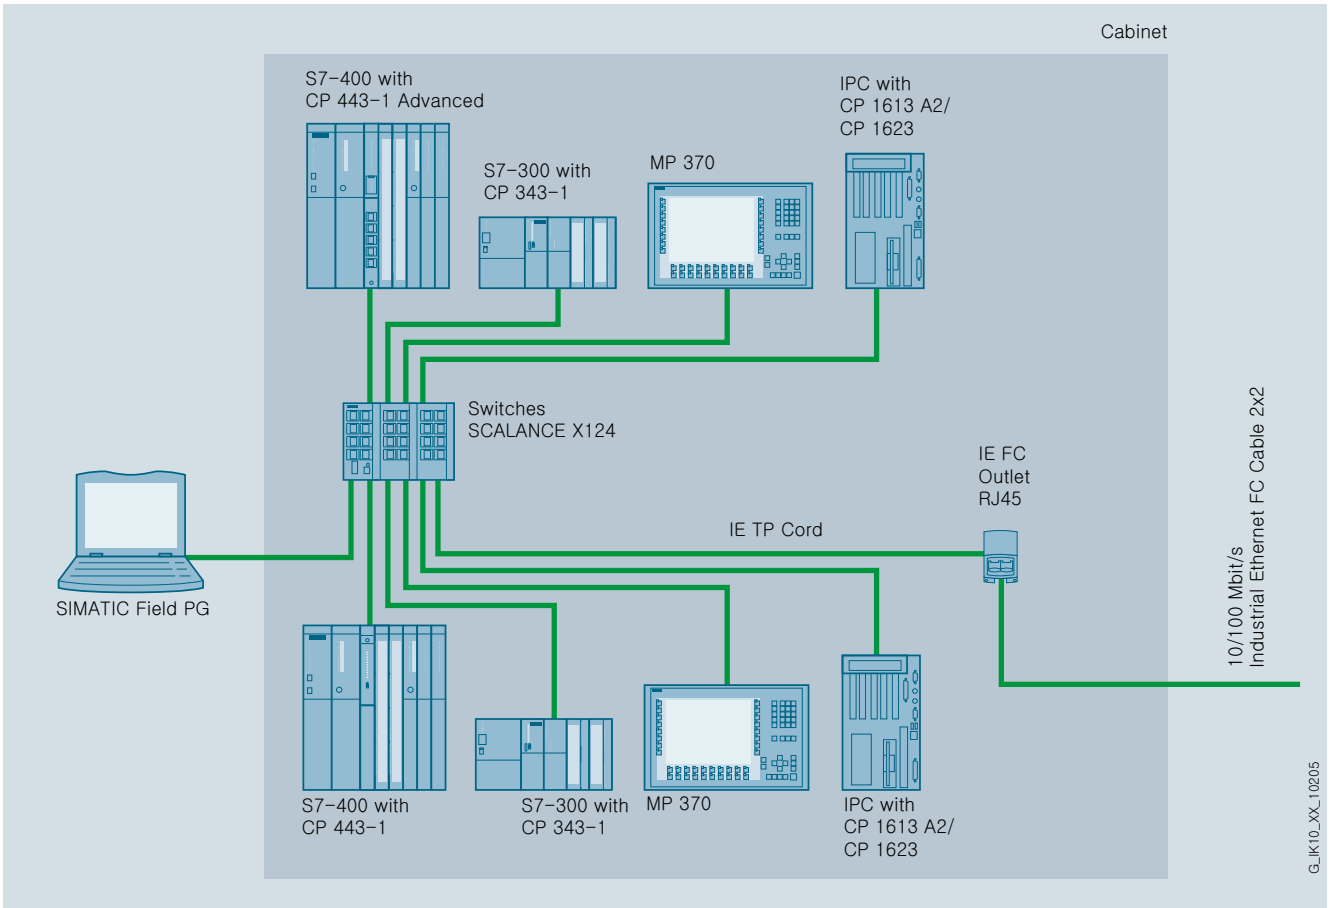 Cabinet
S7-400 with
CP 443-1 Advanced
S7-300 with
CP 343-1
MP 370
IPC with
CP 1613 A2/
CP 1623
Switches
SCALANCE X124
IE FC
Outlet
RJ45
IE TP Cord
10/100 Mbit/s
Industrial Ethernet FC Cable 2x2
SIMATIC Field PG
S7-400 with
CP 443-1
S7-300 with
CP 343-1
MP 370
IPC with
CP 1613 A2/
CP 1623
G_IK10_XX_10205